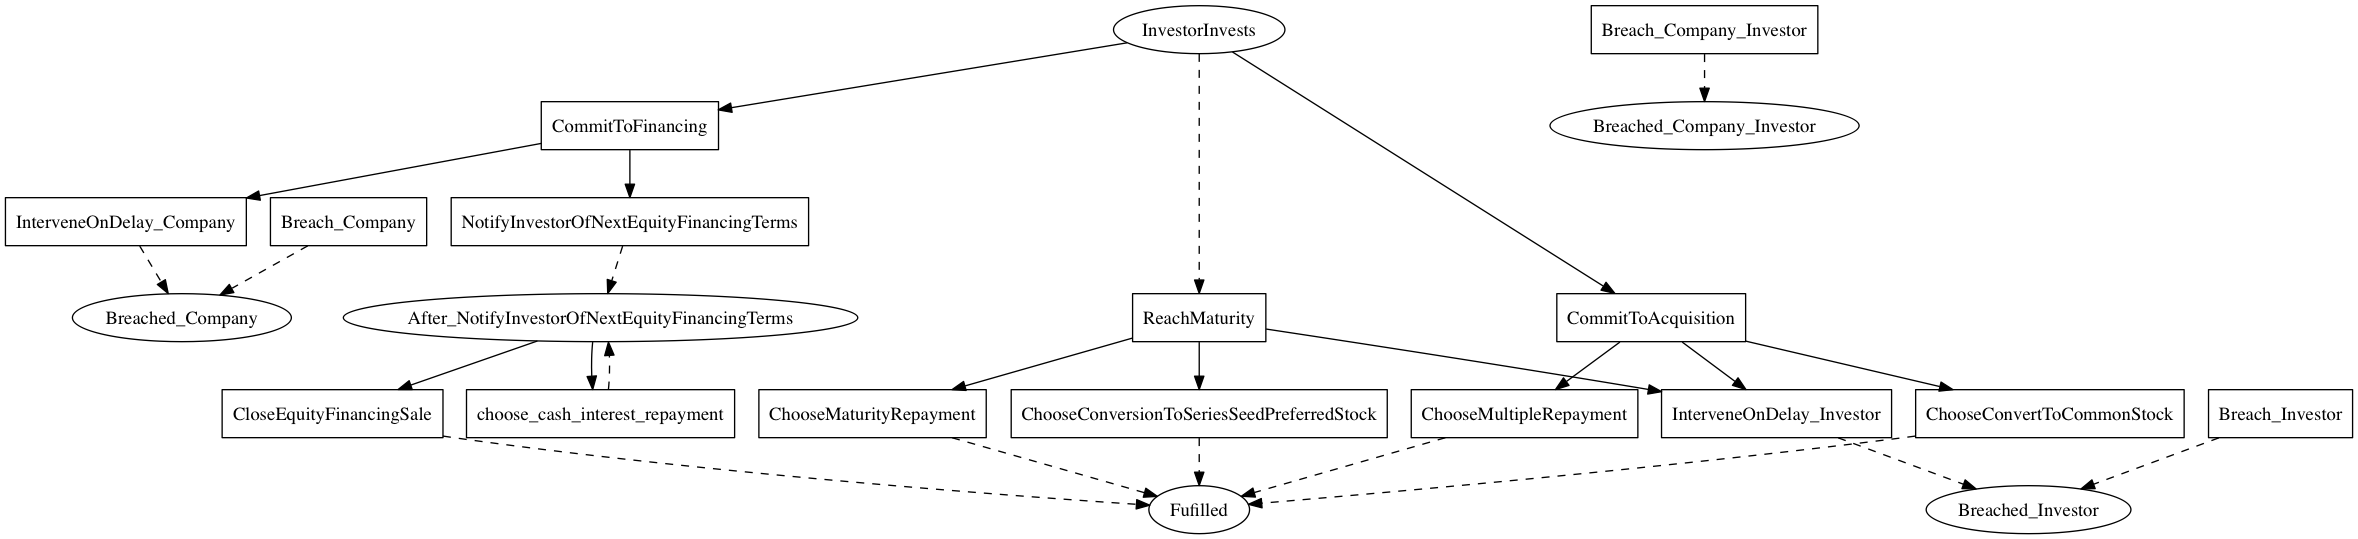 InvestorInvests
Breach_Company_Investor
CommitToFinancing
Breached_Company_Investor
InterveneOnDelay_Company
Breach_Company
NotifyInvestorOfNextEquityFinancingTerms
Breached_Company
After_NotifyInvestorOfNextEquityFinancingTerms
ReachMaturity
CommitToAcquisition
CloseEquityFinancingSale
choose_cash_interest_repayment
ChooseMaturityRepayment
ChooseConversionToSeriesSeedPreferredStock
ChooseMultipleRepayment
InterveneOnDelay_Investor
ChooseConvertToCommonStock
Breach_Investor
Fufilled
Breached_Investor